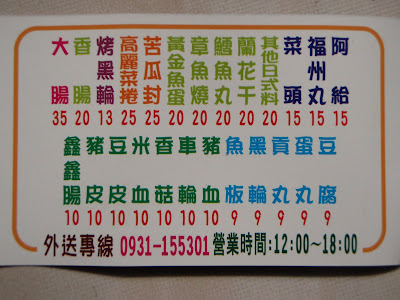 大腸 35
香腸 20
烤黑輪 13
高麗菜捲 25
苦瓜封 25
黃金魚蛋 20
章魚燒 20
鱈魚丸 20
蘭花干 20
其他日式料 20
菜頭 15
福州丸 15
阿給 15
鑫鑫腸 10
豬皮 10
豆皮 10
米血 10
香菇 10
車輪 10
豬血 10
魚板 9
黑輪 9
貢丸 9
蛋丸 9
豆腐 9
外送專線 0931-155301 營業時間:12:00~18:00